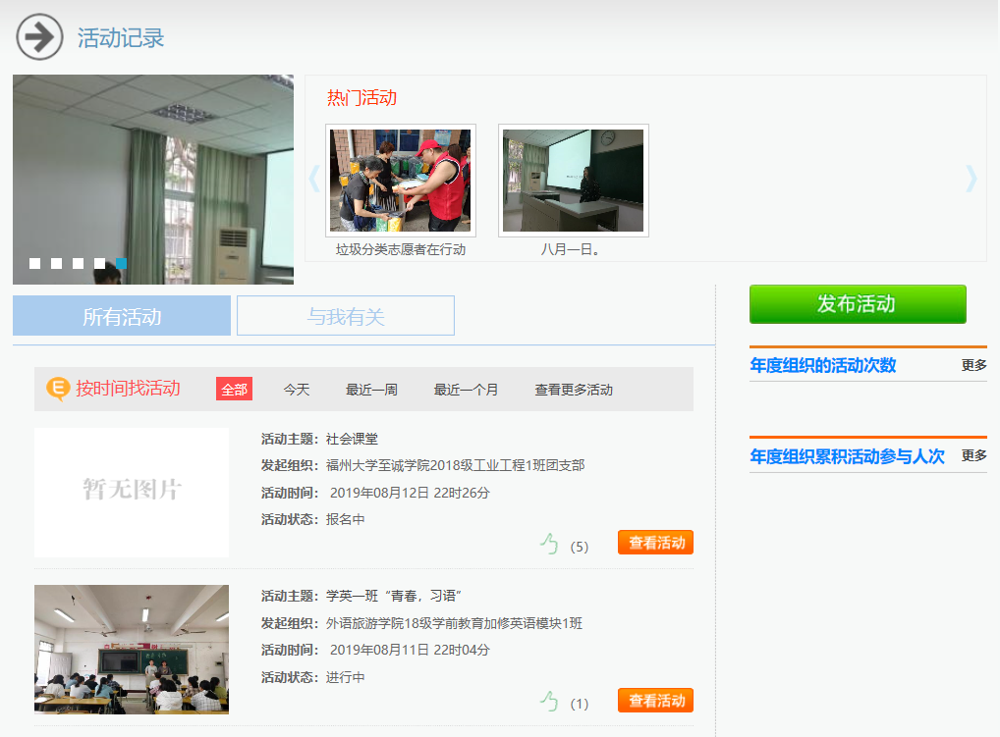 活动记录
热门活动
垃圾分类志愿者在行动
八月一日。
所有活动
与我有关
发布活动
年度组织的活动次数 更多
年度组织累积活动参与人次 更多
按时间找活动 全部 今天 最近一周 最近一个月 查看更多活动
暂无图片
活动主题：社会课堂
发起组织：福州大学至诚学院2018级工业工程1班团支部
活动时间： 2019年08月12日 22时26分
活动状态：报名中
(5) 查看活动
活动主题：学英一班“青春，习语”
发起组织：外语旅游学院18级学前教育加修英语模块1班
活动时间： 2019年08月11日 22时04分
活动状态：进行中
(1) 查看活动